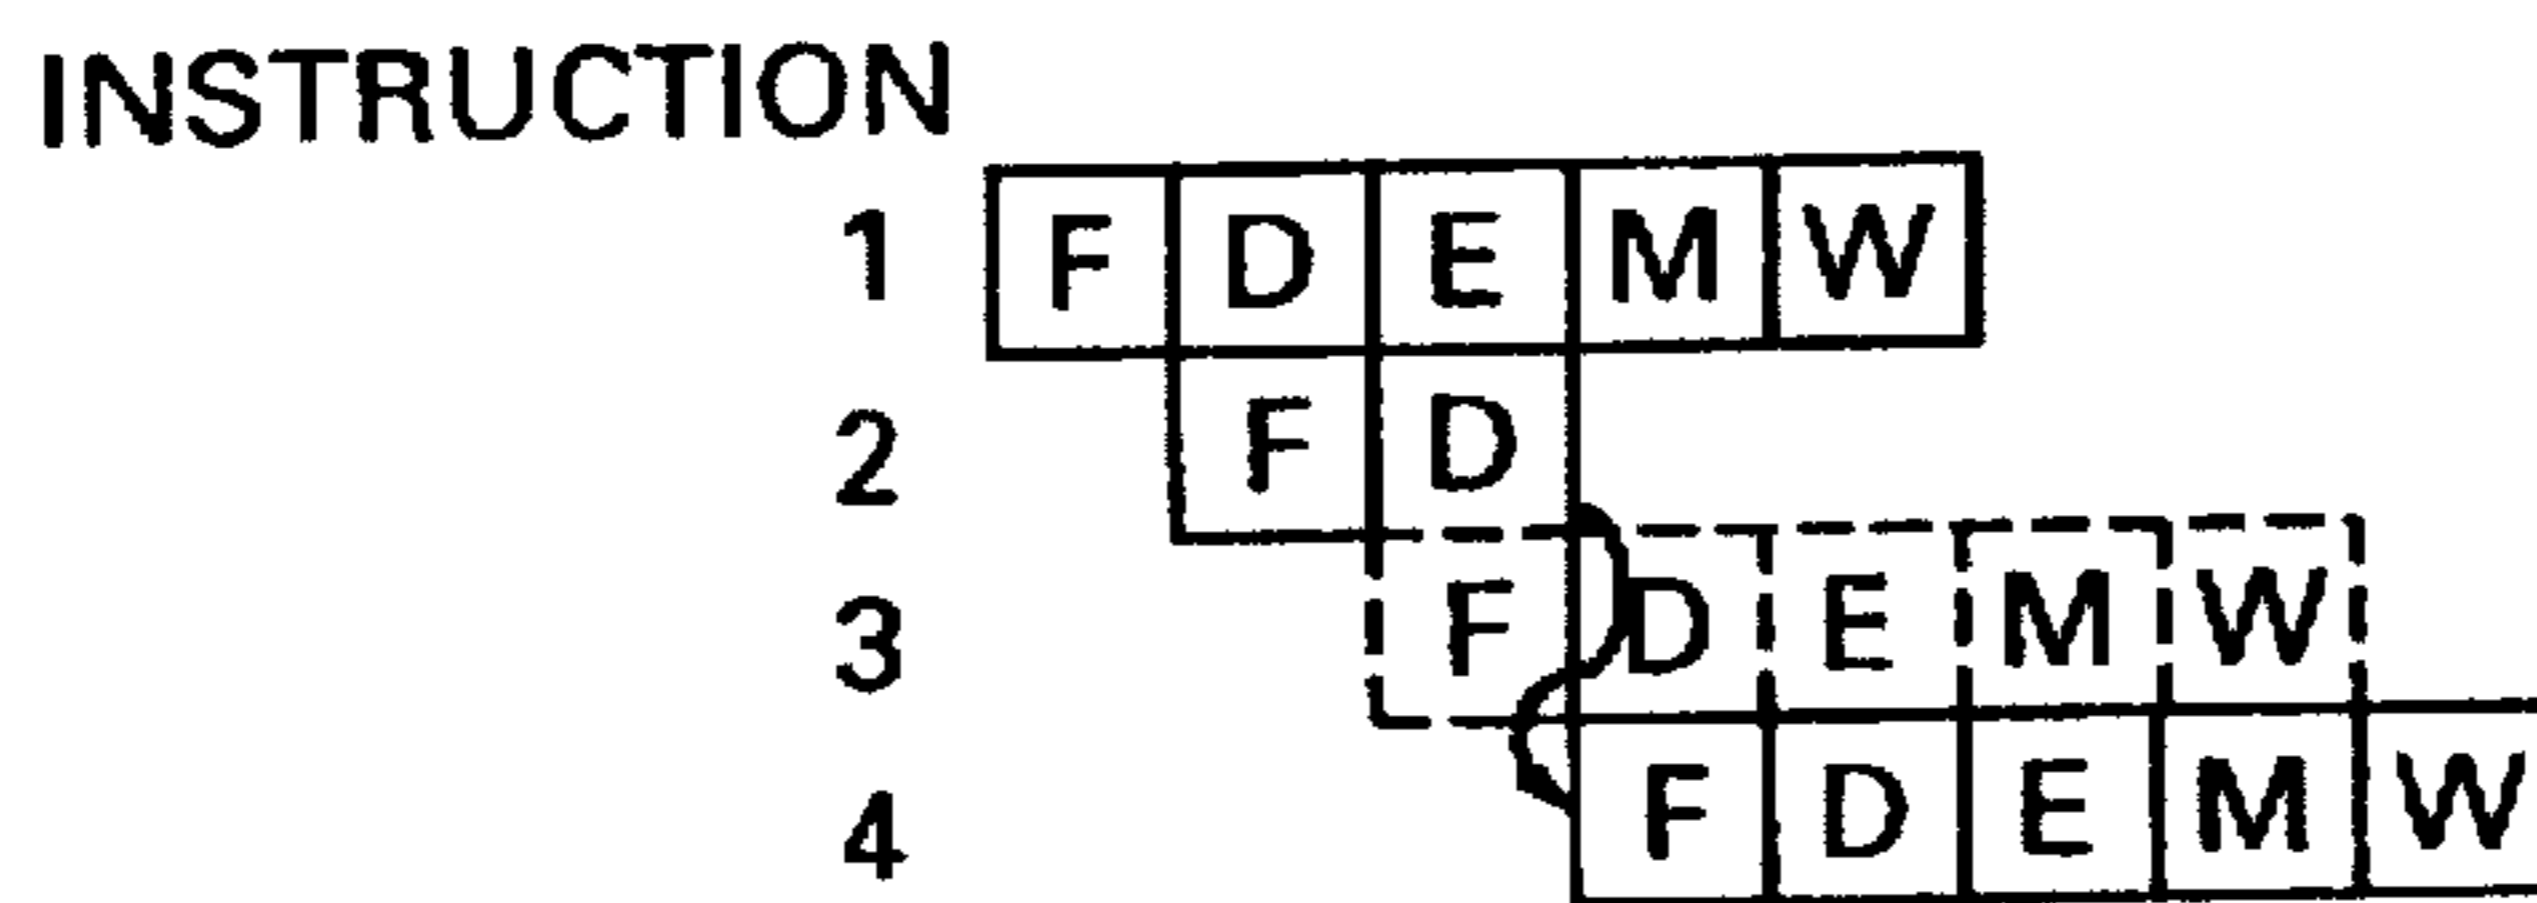 INSTRUCTION
1 F D E M W
2 F D
3 F D E M W
4 F D E M W